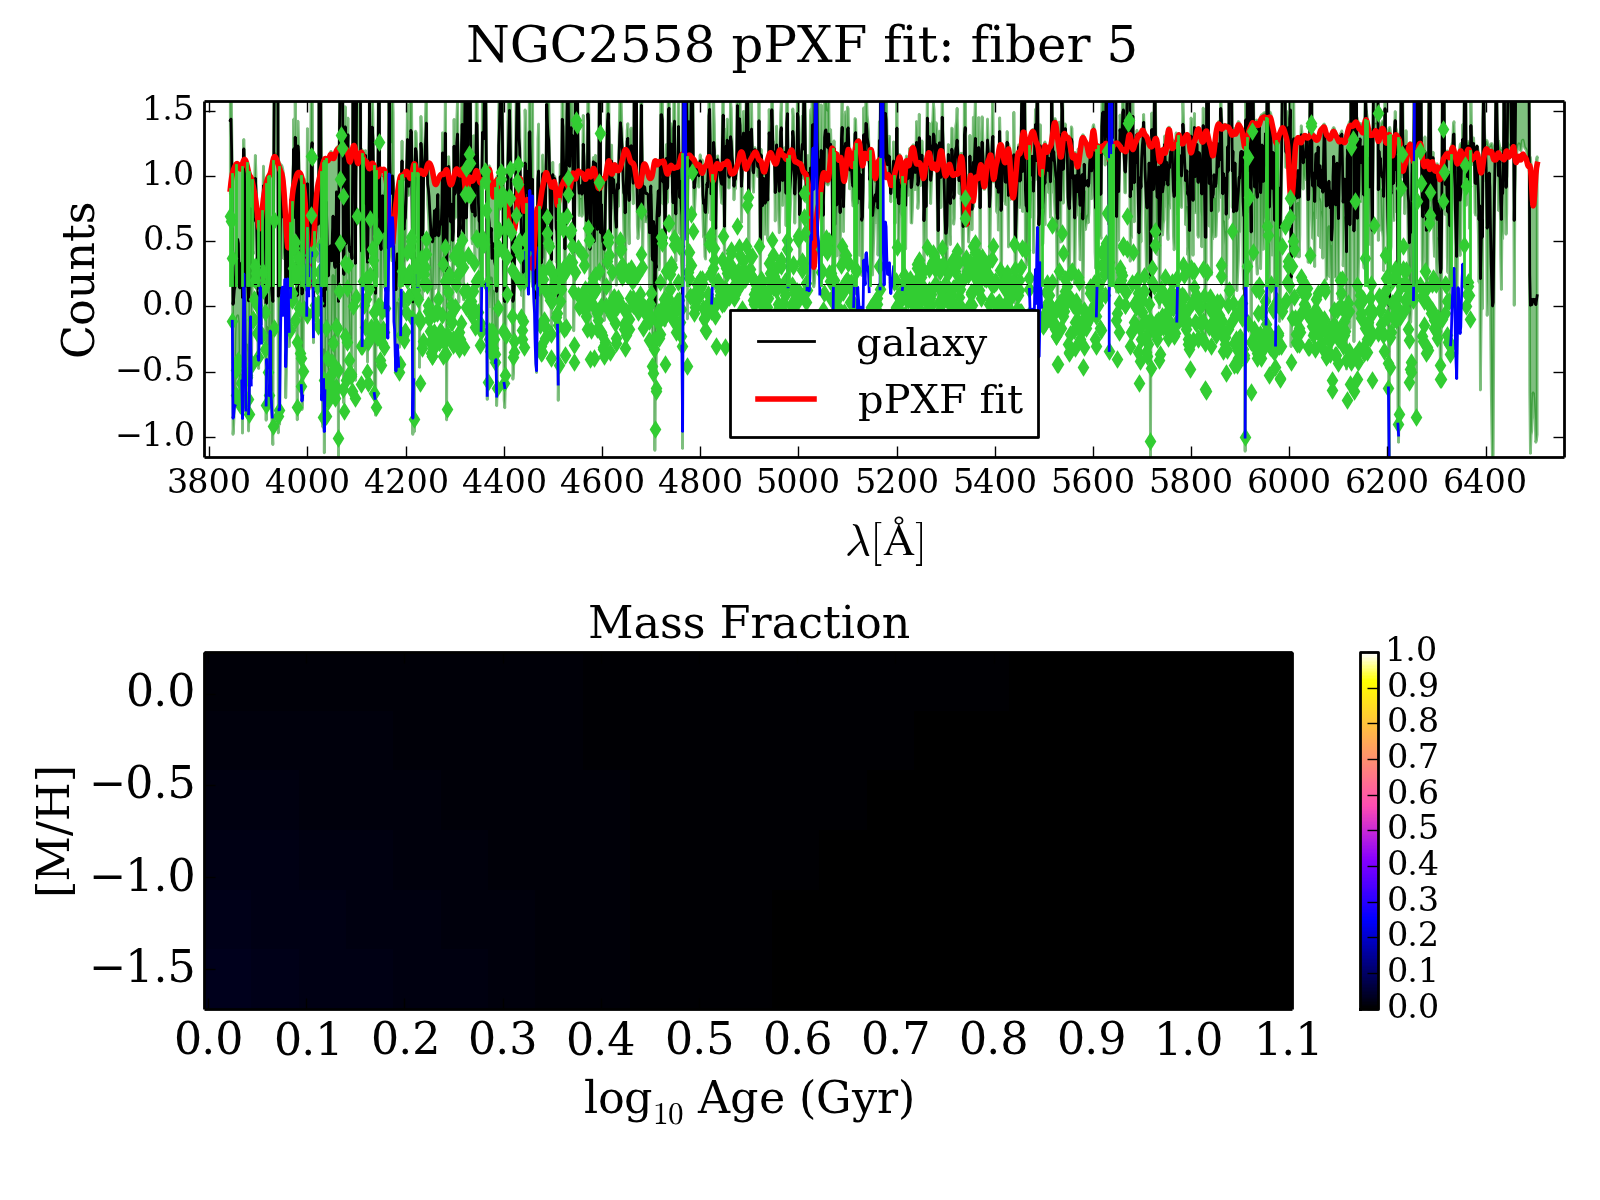 NGC2558 pPXF fit: fiber 5
1.5
1.0
0.5
0.0
−0.5
−1.0
Counts
galaxy
pPXF fit
3800 4000 4200 4400 4600 4800 5000 5200 5400 5600 5800 6000 6200 6400
λ[Å]
Mass Fraction
0.0
−0.5
−1.0
−1.5
[M/H]
1.0
0.9
0.8
0.7
0.6
0.5
0.4
0.3
0.2
0.1
0.0
0.0 0.1 0.2 0.3 0.4 0.5 0.6 0.7 0.8 0.9 1.0 1.1
log₁₀ Age (Gyr)